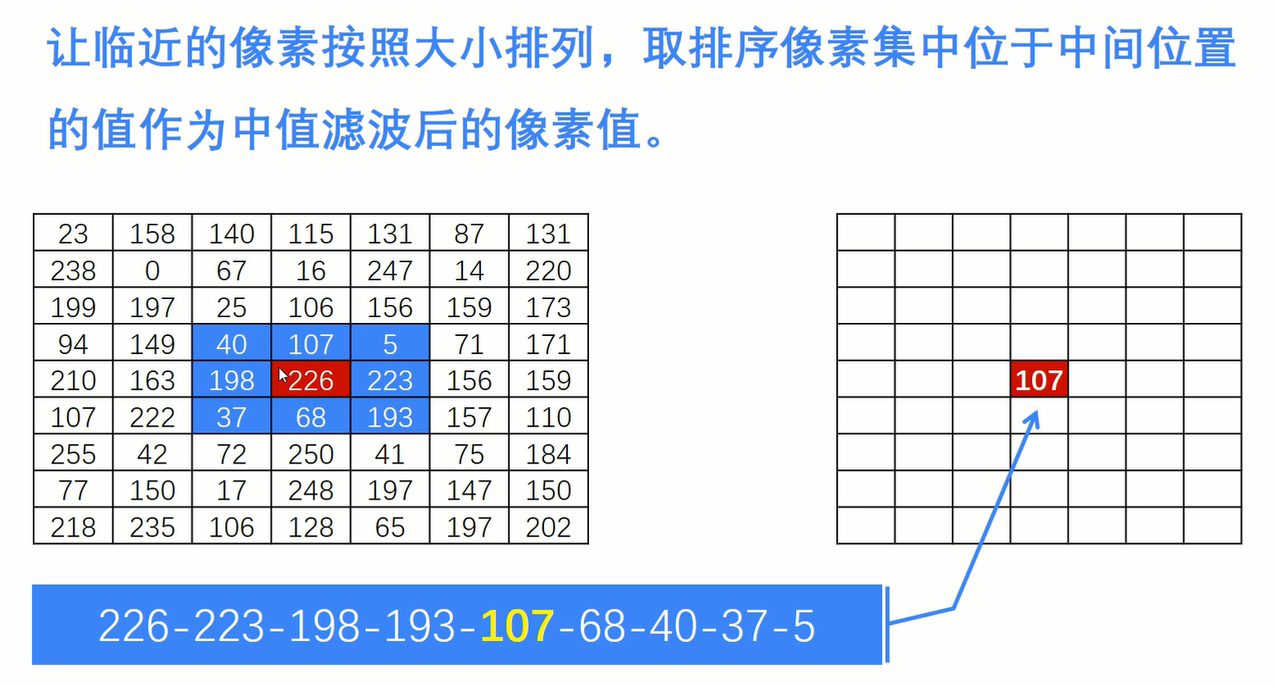 让临近的像素按照大小排列，取排序像素集中位于中间位置
的值作为中值滤波后的像素值。
23 158 140 115 131 87 131
238 0 67 16 247 14 220
199 197 25 106 156 159 173
94 149 40 107 5 71 171
210 163 198 226 223 156 159
107 222 37 68 193 157 110
255 42 72 250 41 75 184
77 150 17 248 197 147 150
218 235 106 128 65 197 202
107
226-223-198-193-107-68-40-37-5